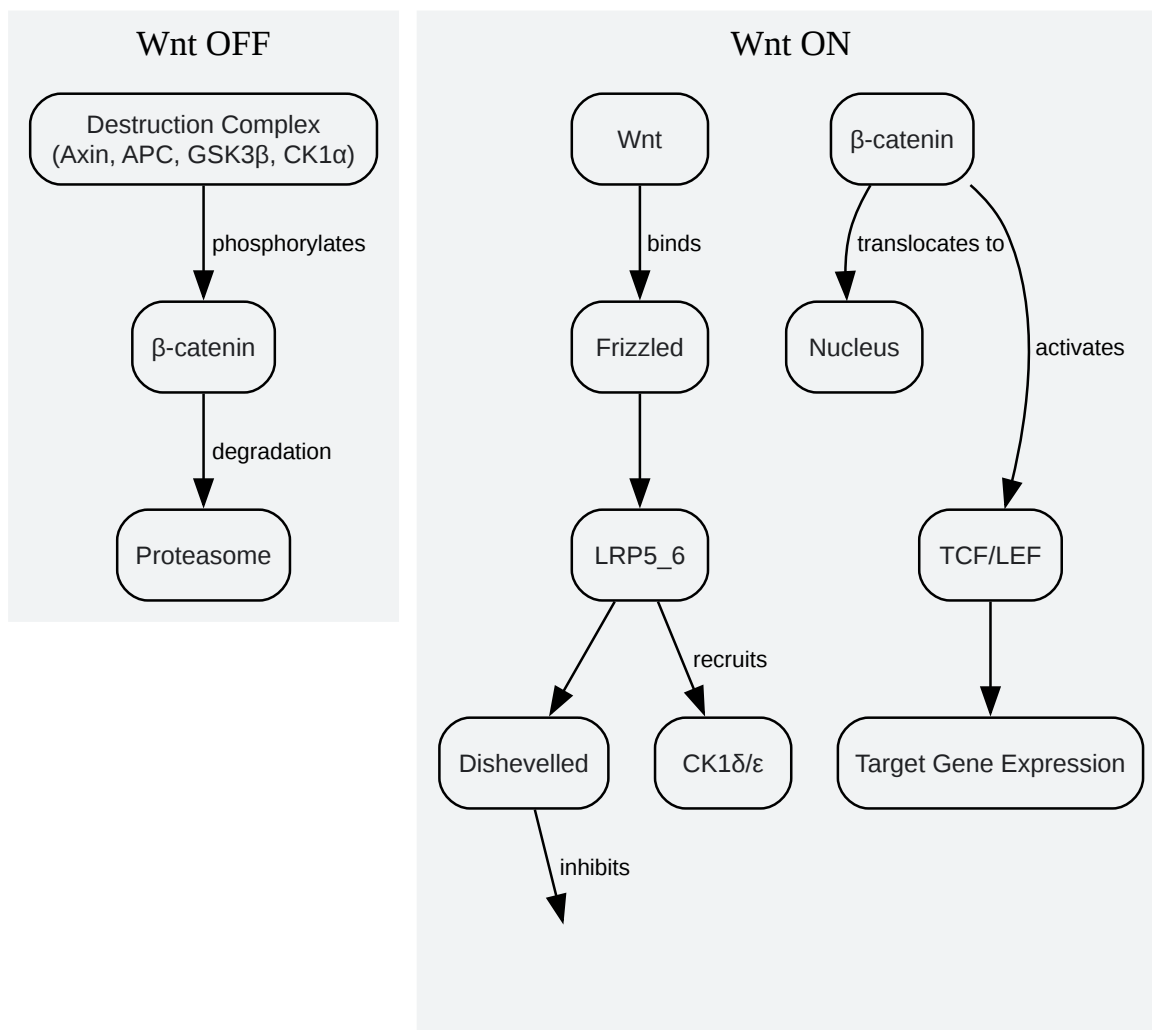 Wnt OFF
Destruction Complex
(Axin, APC, GSK3β, CK1α)
phosphorylates
β-catenin
degradation
Proteasome
Wnt ON
Wnt
binds
Frizzled
LRP5_6
recruits
Dishevelled
CK1δ/ε
inhibits
β-catenin
translocates to
Nucleus
activates
TCF/LEF
Target Gene Expression